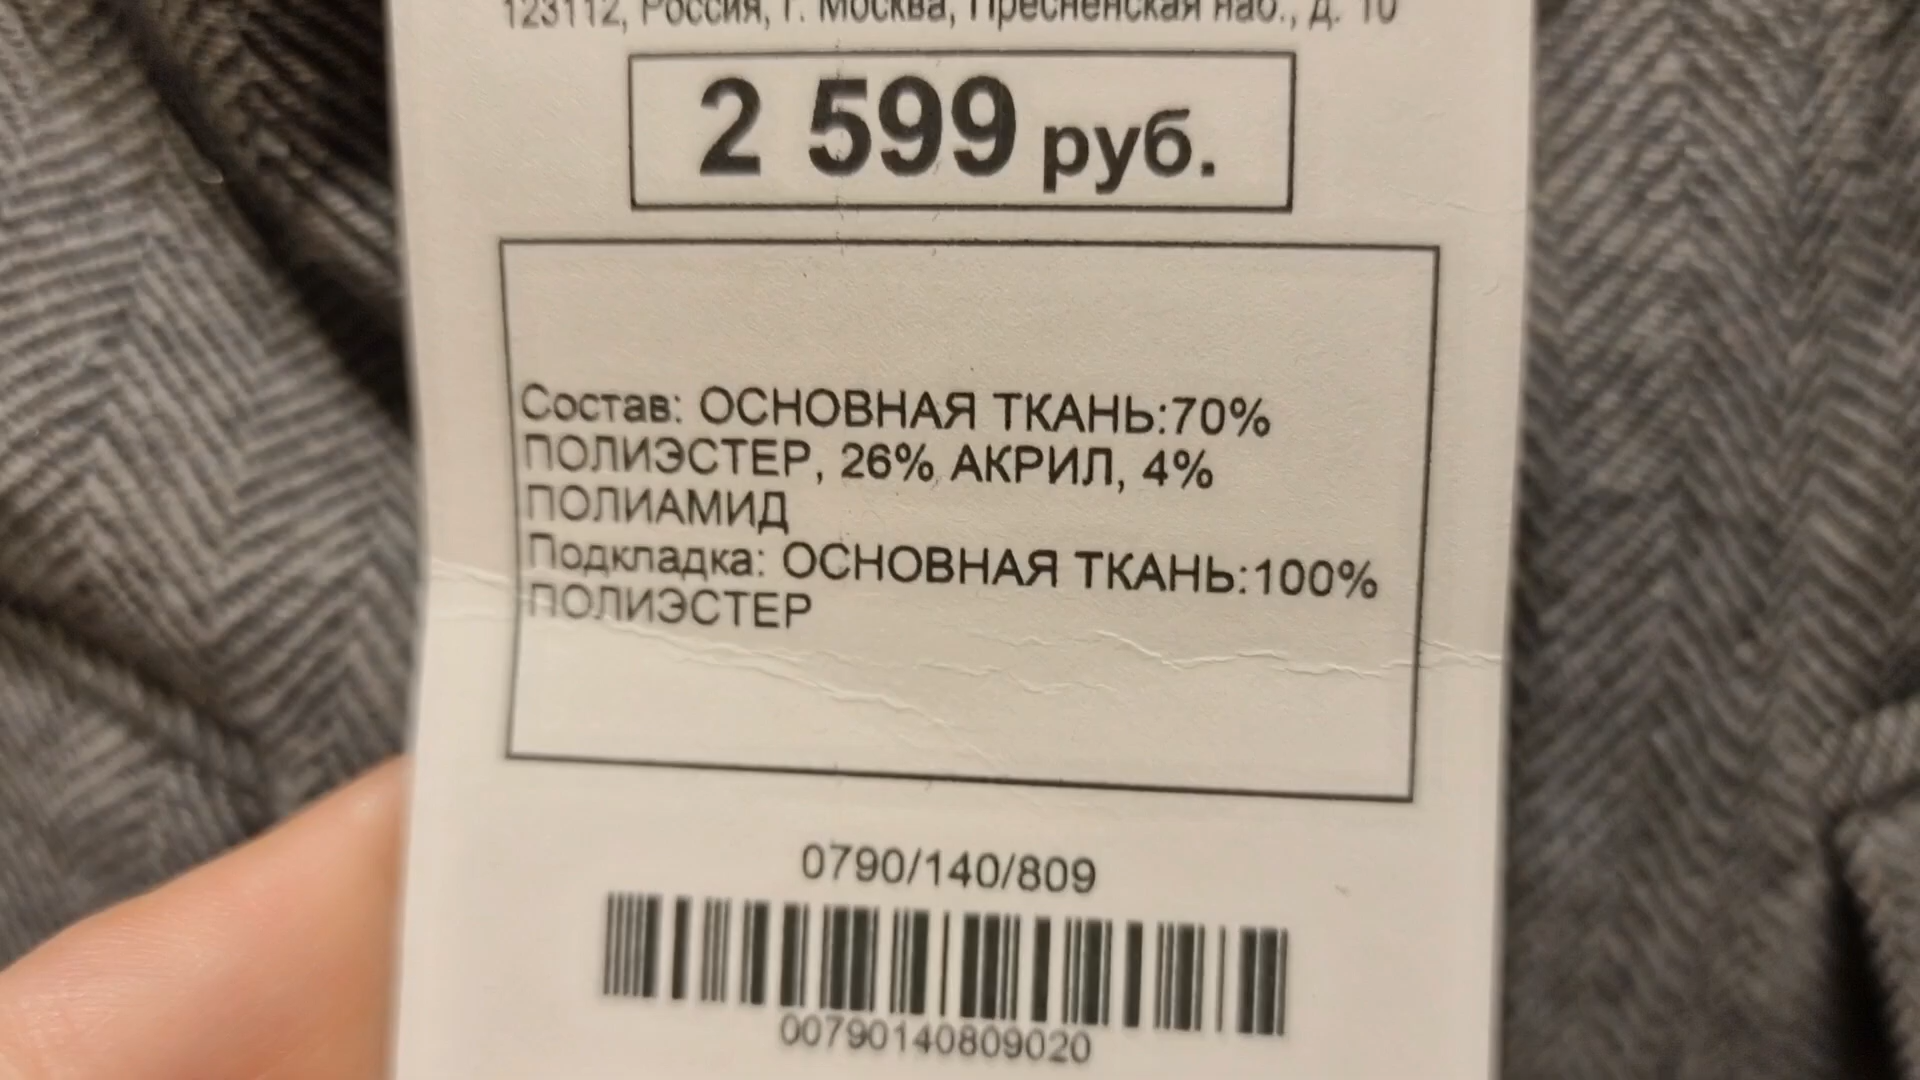 123112, Россия, г. Москва, Пресненская наб., д. 10
2 599 руб.
Состав: ОСНОВНАЯ ТКАНЬ:70%
ПОЛИЭСТЕР, 26% АКРИЛ, 4%
ПОЛИАМИД
Подкладка: ОСНОВНАЯ ТКАНЬ:100%
ПОЛИЭСТЕР
0790/140/809
00790140809020